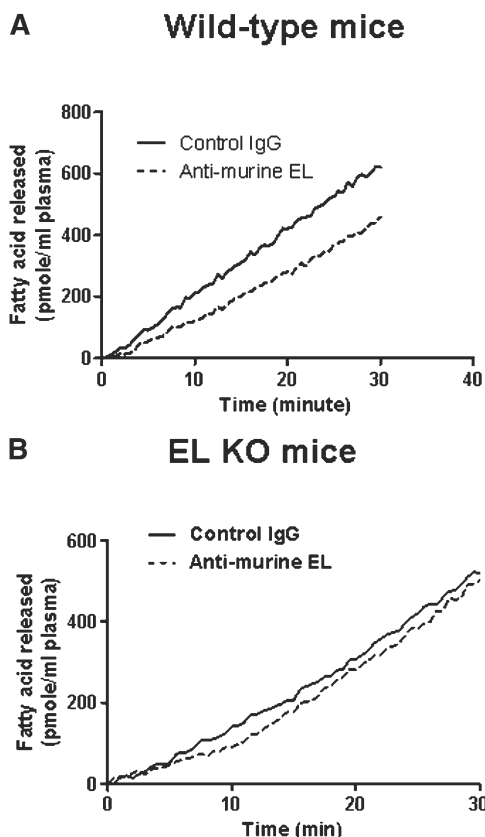 A Wild-type mice
800
Control IgG
600
Anti-murine EL
400
200
0
Fatty acid released
(pmole/ml plasma)
0 10 20 30 40
Time (minute)
B EL KO mice
Control IgG
600
Anti-murine EL
400
200
0
Fatty acid released
(pmole/ml plasma)
0 10 20 30
Time (min)